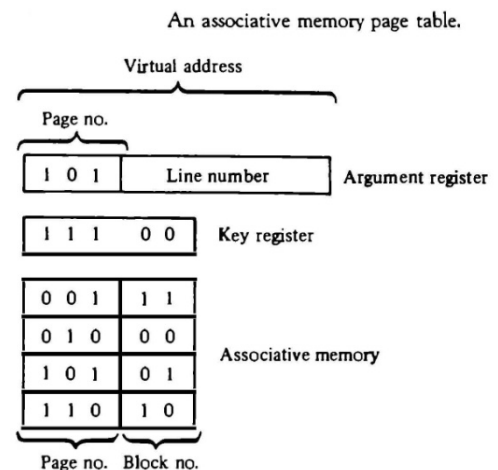 An associative memory page table.
Virtual address
Page no.
1 0 1 Line number Argument register
1 1 1 0 0 Key register
0 0 1 1 1
0 1 0 0 0
Associative memory
1 0 1 0 1
1 1 0 1 0
Page no. Block no.